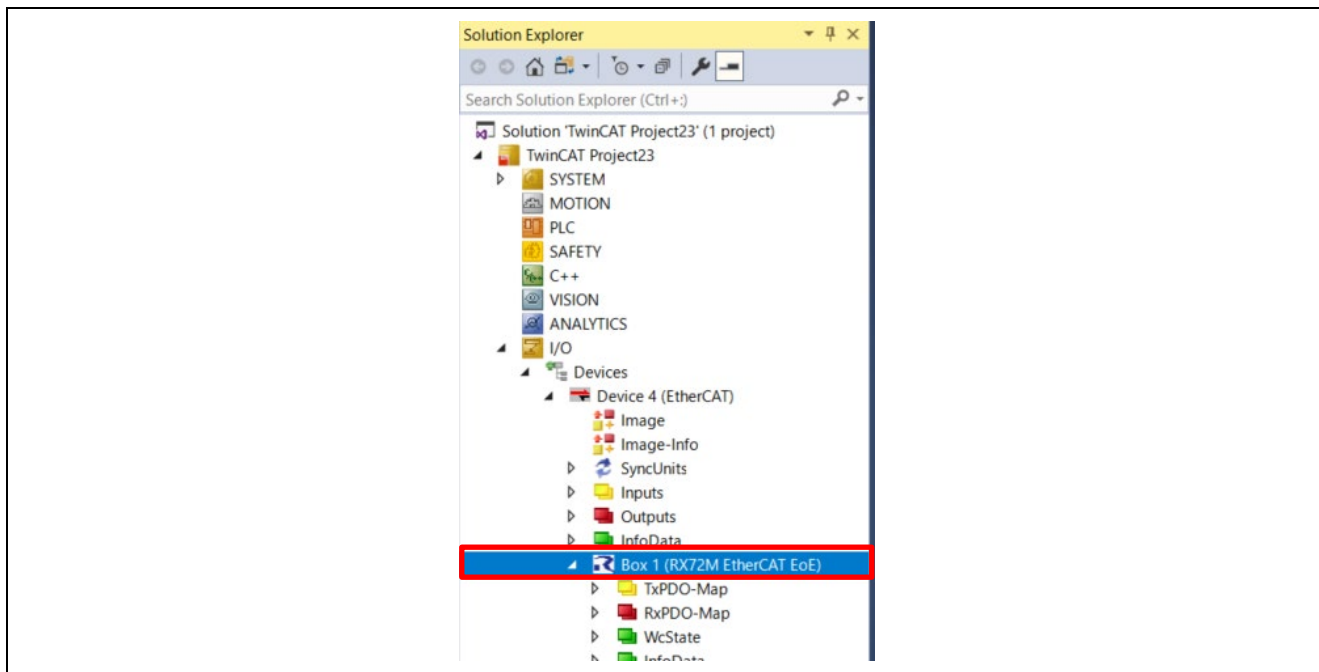 Solution Explorer
Search Solution Explorer (Ctrl+;)
Solution 'TwinCAT Project23' (1 project)
TwinCAT Project23
SYSTEM
MOTION
PLC
SAFETY
C++
VISION
ANALYTICS
I/O
Devices
Device 4 (EtherCAT)
Image
Image-Info
SyncUnits
Inputs
Outputs
InfoData
Box 1 (RX72M EtherCAT EoE)
TxPDO-Map
RxPDO-Map
WcState
InfoData